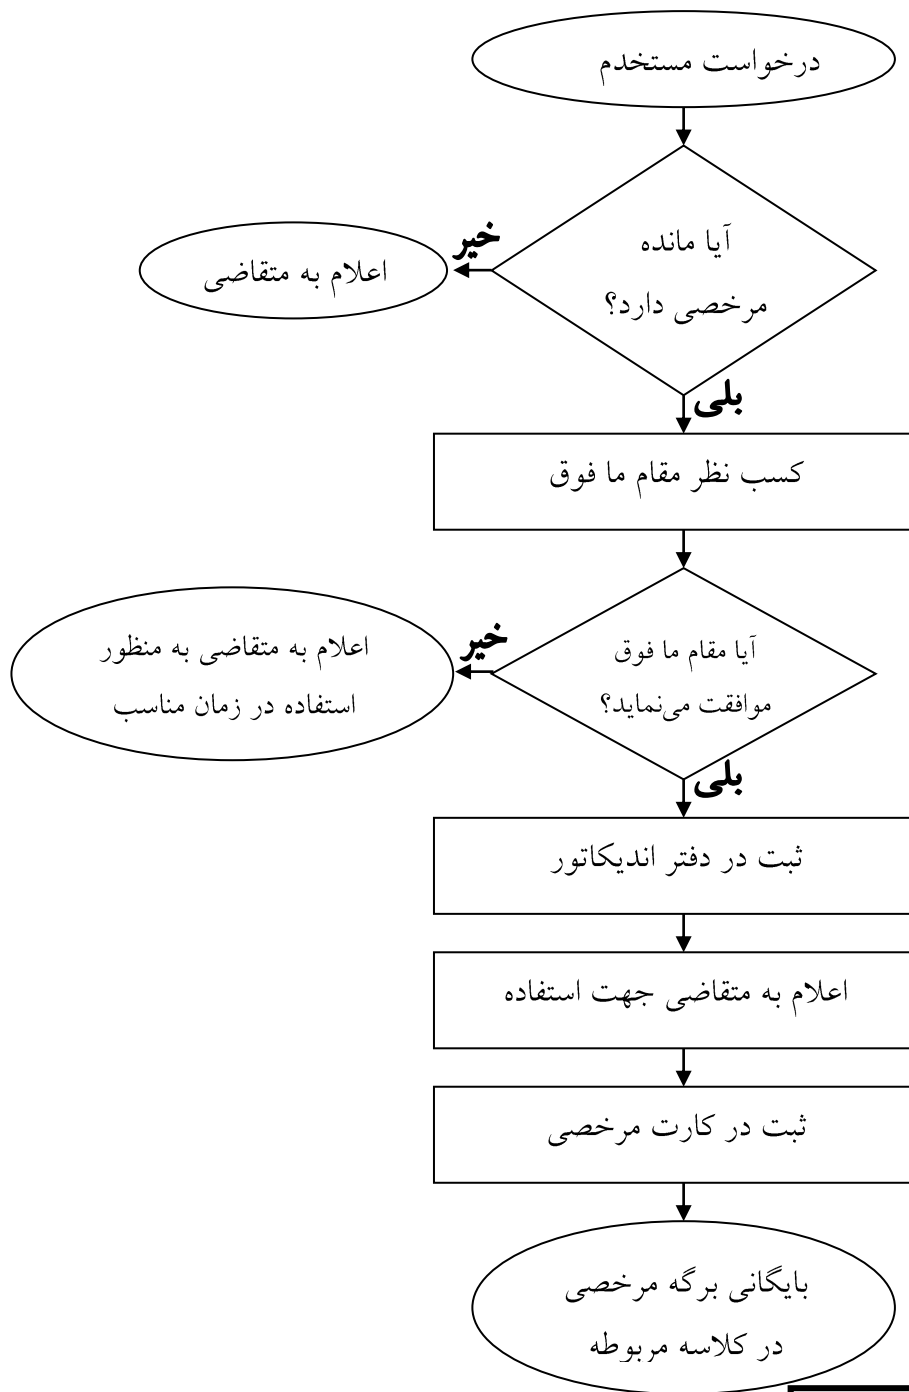 درخواست مستخدم
آیا مانده
مرخصی دارد؟
خیر
اعلام به متقاضی
بلی
کسب نظر مقام ما فوق
آیا مقام ما فوق
موافقت می‌نماید؟
خیر
اعلام به متقاضی به منظور
استفاده در زمان مناسب
بلی
ثبت در دفتر اندیکاتور
اعلام به متقاضی جهت استفاده
ثبت در کارت مرخصی
بایگانی برگه مرخصی
در کلاسه مربوطه